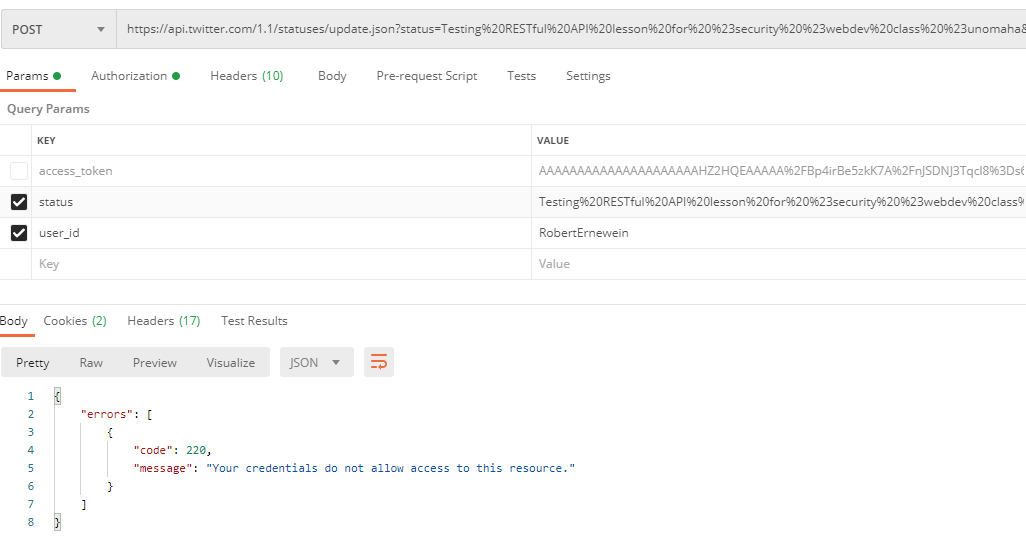 POST https://api.twitter.com/1.1/statuses/update.json?status=Testing%20RESTful%20API%20lesson%20for%20%23security%20%23webdev%20class%20%23unomaha&
Params Authorization Headers (10) Body Pre-request Script Tests Settings
Query Params
KEY VALUE
access_token AAAAAAAAAAAAAAAAAAAAAHZ2HQEAAAAA%2FBp4irBe5zkK7A%2FnJSDNJ3Tqcl8%3Ds6
status Testing%20RESTful%20API%20lesson%20for%20%23security%20%23webdev%20class%
user_id RobertErnewein
Key Value
Body Cookies (2) Headers (17) Test Results
Pretty Raw Preview Visualize JSON
1 {
2 "errors": [
3 {
4 "code": 220,
5 "message": "Your credentials do not allow access to this resource."
6 }
7 ]
8 }